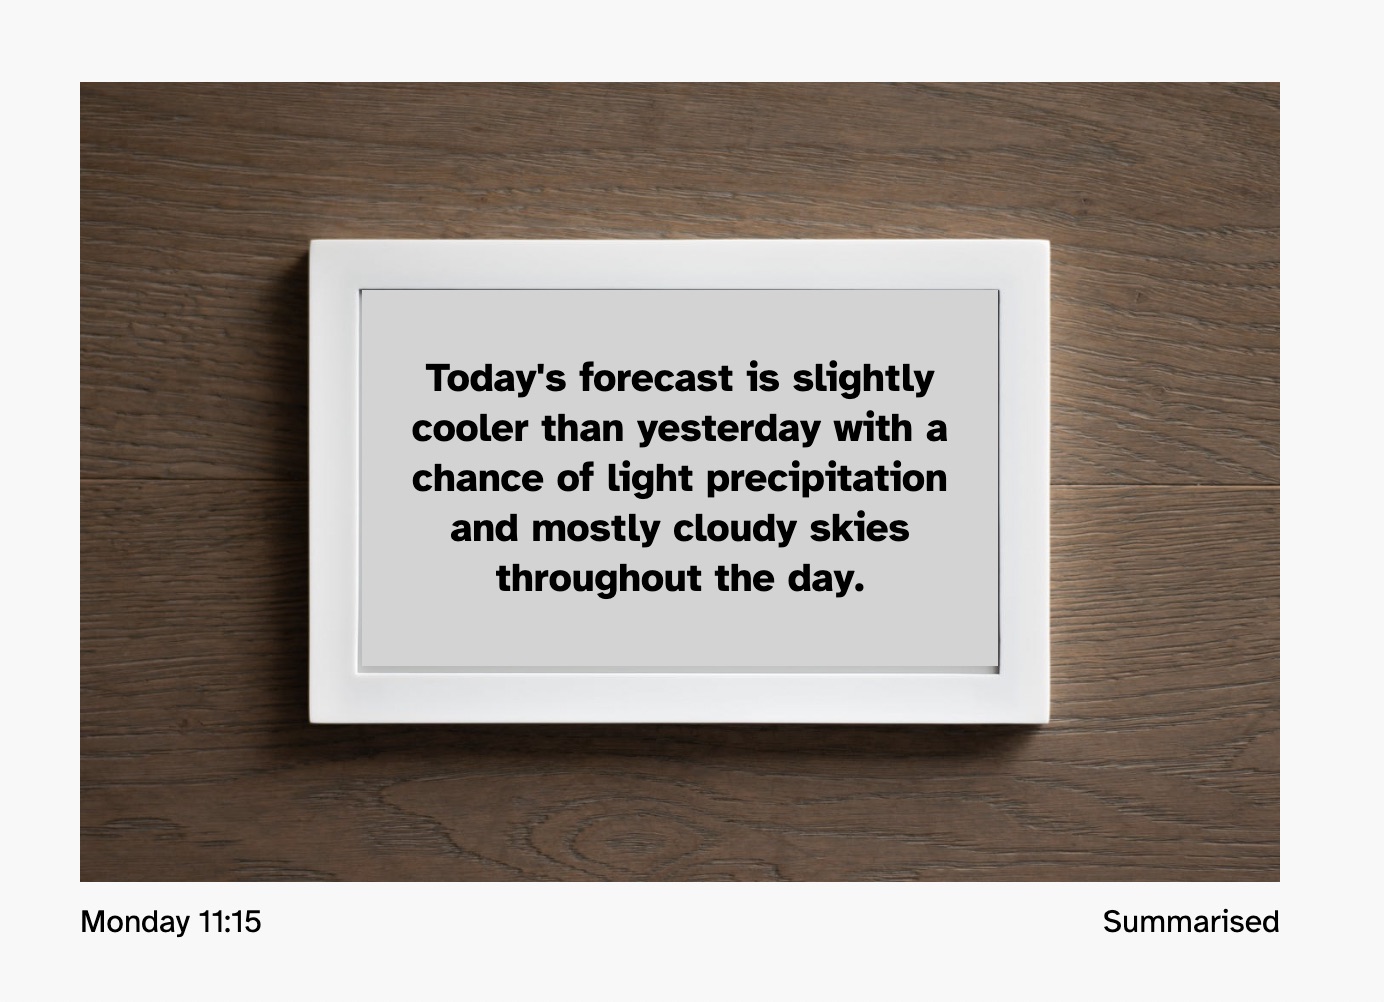 Today's forecast is slightly
cooler than yesterday with a
chance of light precipitation
and mostly cloudy skies
throughout the day.
Monday 11:15
Summarised